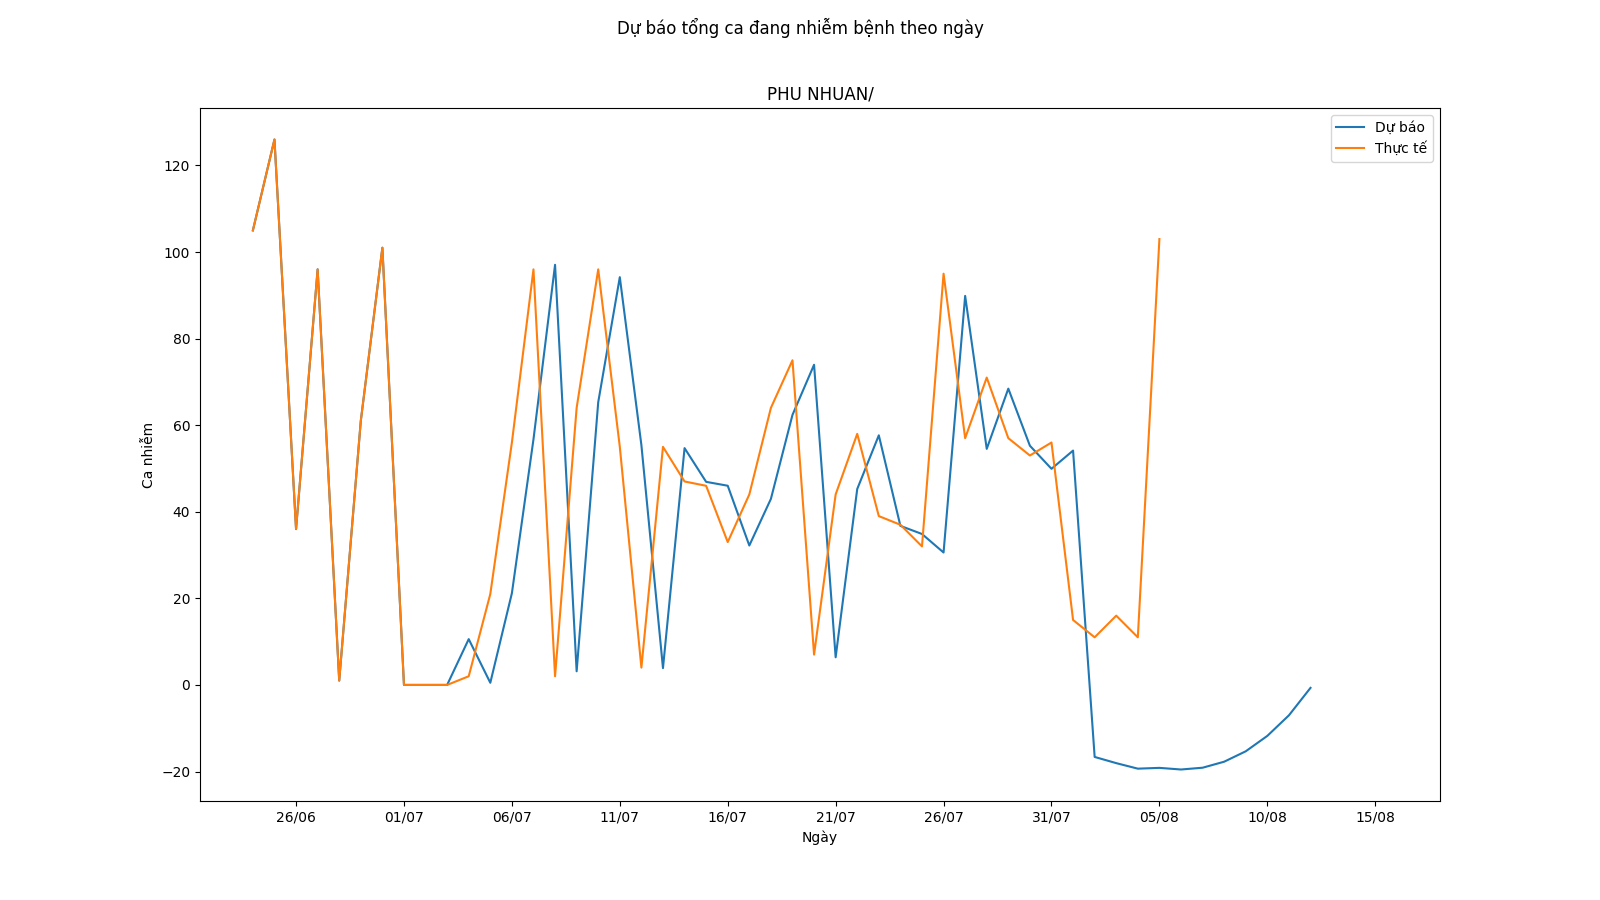 Dự báo tổng ca đang nhiễm bệnh theo ngày
PHU NHUAN/
Dự báo
Thực tế
Ca nhiễm
120
100
80
60
40
20
0
−20
26/06 01/07 06/07 11/07 16/07 21/07 26/07 31/07 05/08 10/08 15/08
Ngày